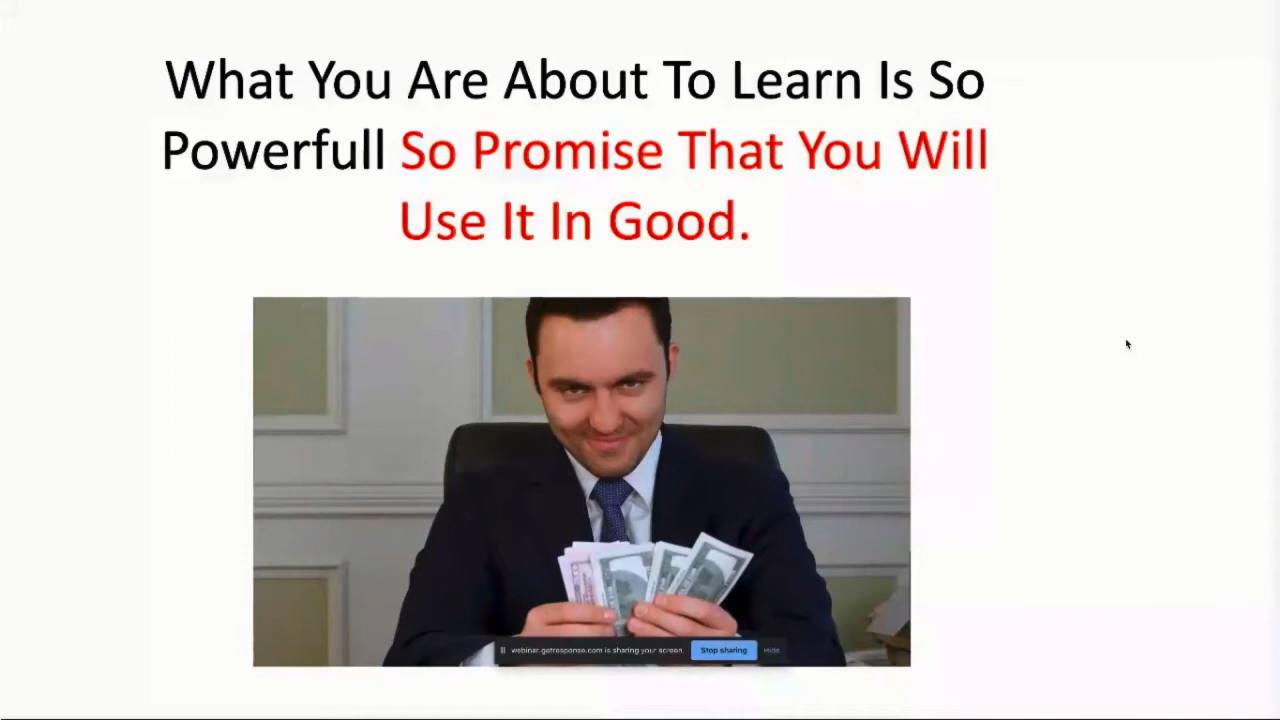 What You Are About To Learn Is So
Powerfull So Promise That You Will
Use It In Good.
webinar.getresponse.com is sharing your screen.
Stop sharing
Hide